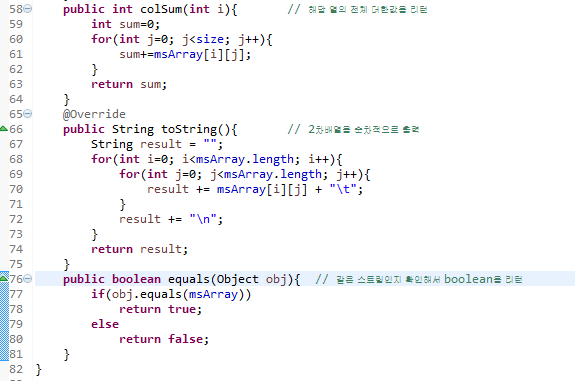 58 public int colSum(int i){ // 해당 열의 전체 더한값을 리턴
59 int sum=0;
60 for(int j=0; j<size; j++){
61 sum+=msArray[i][j];
62 }
63 return sum;
64 }
65 @Override
66 public String toString(){ // 2차배열을 순차적으로 출력
67 String result = "";
68 for(int i=0; i<msArray.length; i++){
69 for(int j=0; j<msArray.length; j++){
70 result += msArray[i][j] + "\t";
71 }
72 result += "\n";
73 }
74 return result;
75 }
76 public boolean equals(Object obj){ // 같은 스트링인지 확인해서 boolean을 리턴
77 if(obj.equals(msArray))
78 return true;
79 else
80 return false;
81 }
82 }